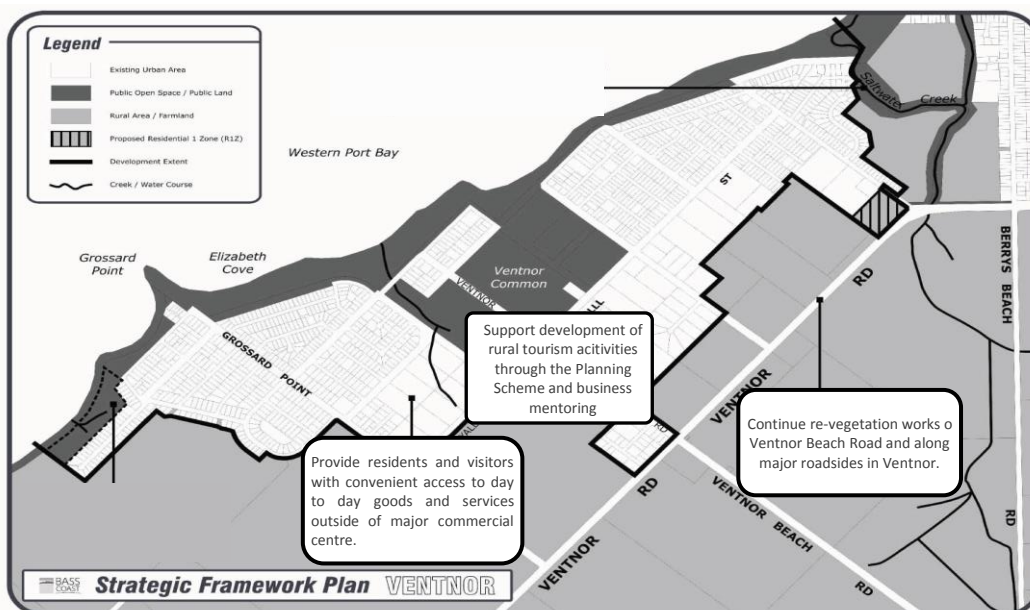 Legend
Existing Urban Area
Public Open Space / Public Land
Rural Area / Farmland
Proposed Residential 1 Zone (R1Z)
Development Extent
Creek / Water Course
Western Port Bay
Saltwater Creek
Grossard
Point
Elizabeth
Cove
Ventnor
Common
VENTNOR
ST
RD
BERRYS BEACH
GROSSARD POINT
Support development of
rural tourism acitivities
through the Planning
Scheme and business
mentoring
VENTNOR
RD
Continue re-vegetation works o
Ventnor Beach Road and along
major roadsides in Ventnor.
Provide residents and visitors
with convenient access to day
to day goods and services
outside of major commercial
centre.
RD
VENTNOR BEACH
RD
VENTNOR
RD
BASS
COAST
Strategic Framework Plan VENTNOR